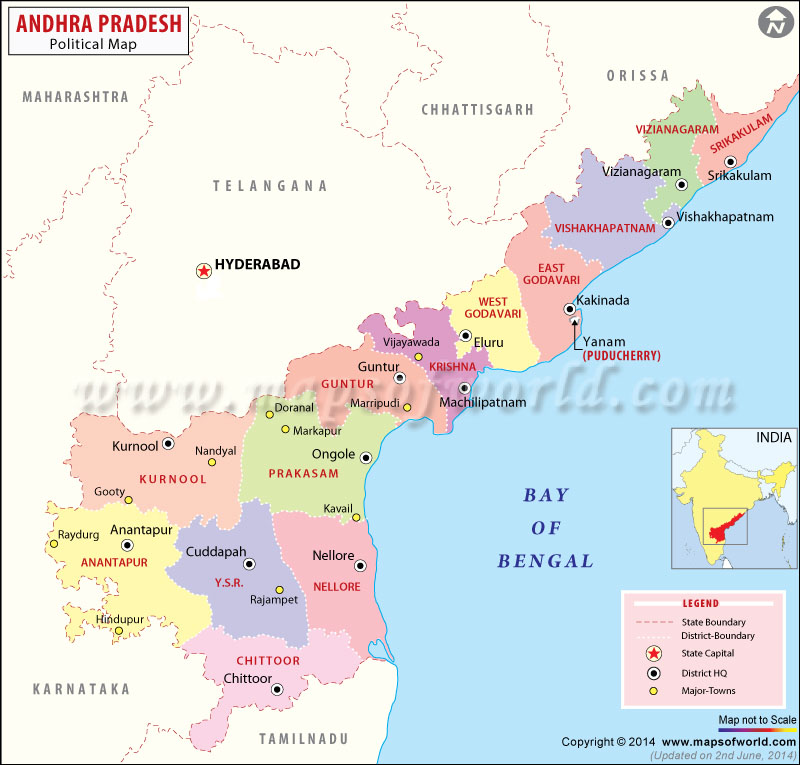 ANDHRA PRADESH
Political Map
N
ORISSA
MAHARASHTRA
CHHATTISGARH
VIZIANAGARAM
SRIKAKULAM
Vizianagaram
Srikakulam
TELANGANA
Vishakhapatnam
VISHAKHAPATNAM
HYDERABAD
EAST
GODAVARI
WEST
GODAVARI
Kakinada
Yanam
(PUDUCHERRY)
Vijayawada
Eluru
KRISHNA
Guntur
GUNTUR
Machilipatnam
Marripudi
www.mapsofworld.com
Doranal
Markapur
Kurnool
Nandyal
Ongole
KURNOOL
PRAKASAM
Gooty
Kavail
INDIA
BAY
OF
BENGAL
Raydurg
Anantapur
ANANTAPUR
Cuddapah
Y.S.R.
Rajampet
Nellore
NELLORE
Hindupur
CHITTOOR
Chittoor
KARNATAKA
TAMILNADU
LEGEND
State Boundary
District-Boundary
State Capital
District HQ
Major-Towns
Map not to Scale
Copyright © 2014 www.mapsofworld.com
(Updated on 2nd June, 2014)